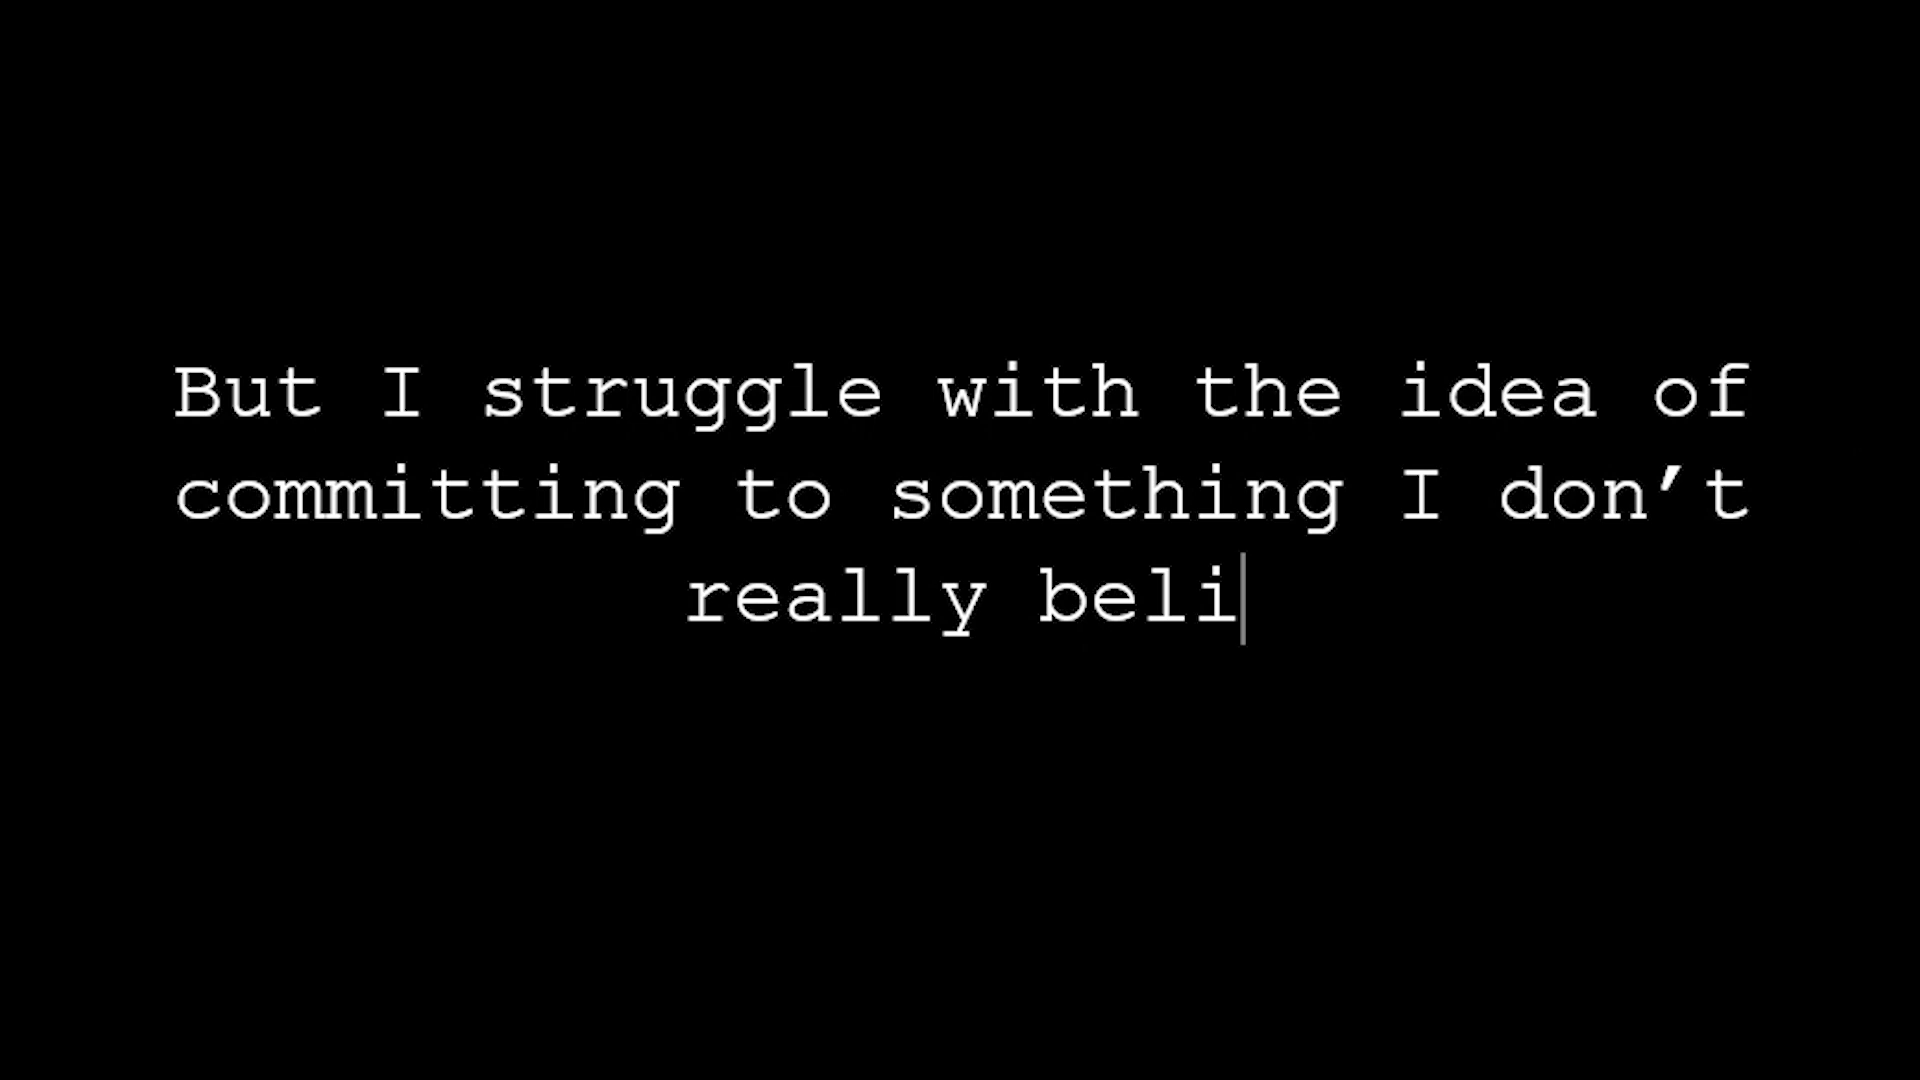 But I struggle with the idea of
committing to something I don’t
really beli